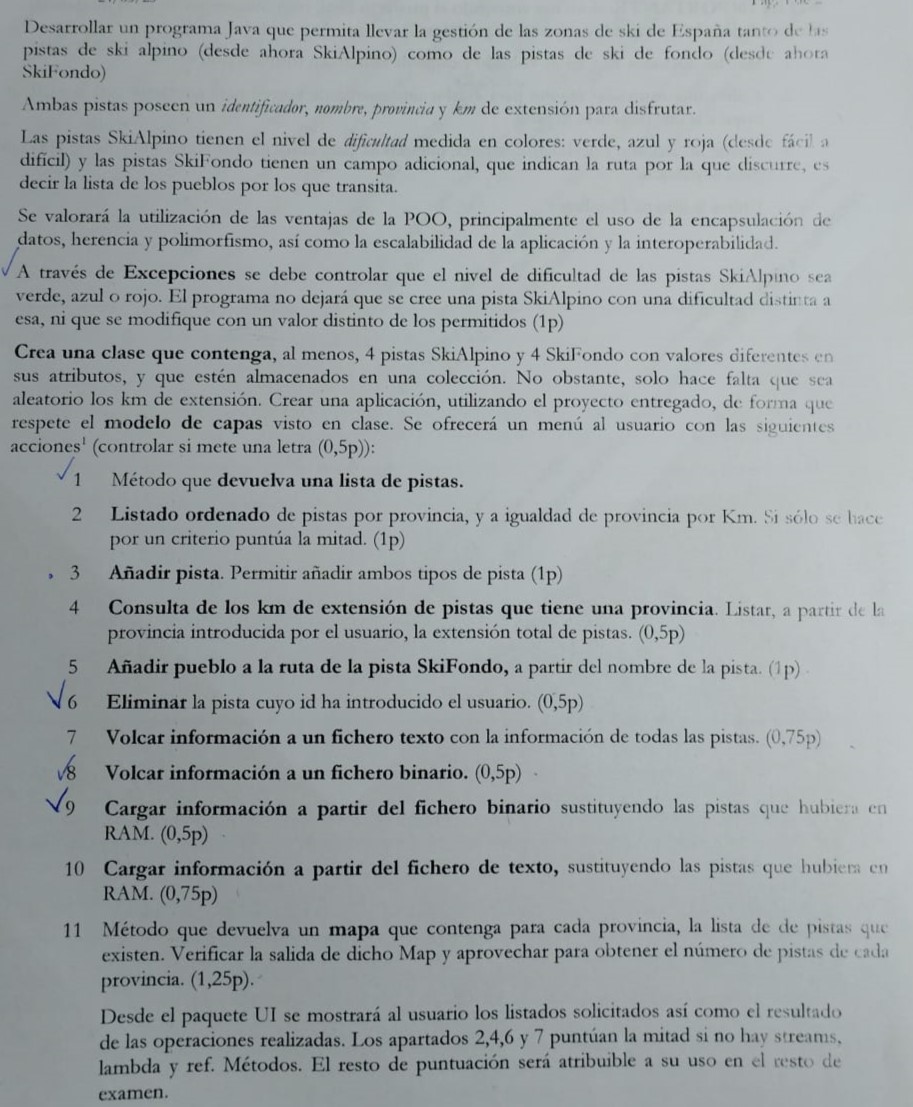 Desarrollar un programa Java que permita llevar la gestión de las zonas de ski de España tanto de las
pistas de ski alpino (desde ahora SkiAlpino) como de las pistas de ski de fondo (desde ahora
SkiFondo)
Ambas pistas poseen un identificador, nombre, provincia y km de extensión para disfrutar.
Las pistas SkiAlpino tienen el nivel de dificultad medida en colores: verde, azul y roja (desde fácil a
difícil) y las pistas SkiFondo tienen un campo adicional, que indican la ruta por la que discurre, es
decir la lista de los pueblos por los que transita.
Se valorará la utilización de las ventajas de la POO, principalmente el uso de la encapsulación de
datos, herencia y polimorfismo, así como la escalabilidad de la aplicación y la interoperabilidad.
A través de Excepciones se debe controlar que el nivel de dificultad de las pistas SkiAlpino sea
verde, azul o rojo. El programa no dejará que se cree una pista SkiAlpino con una dificultad distinta a
esa, ni que se modifique con un valor distinto de los permitidos (1p)
Crea una clase que contenga, al menos, 4 pistas SkiAlpino y 4 SkiFondo con valores diferentes en
sus atributos, y que estén almacenados en una colección. No obstante, solo hace falta que sea
aleatorio los km de extensión. Crear una aplicación, utilizando el proyecto entregado, de forma que
respete el modelo de capas visto en clase. Se ofrecerá un menú al usuario con las siguientes
acciones¹ (controlar si mete una letra (0,5p)):
1 Método que devuelva una lista de pistas.
2 Listado ordenado de pistas por provincia, y a igualdad de provincia por Km. Si sólo se hace
por un criterio puntúa la mitad. (1p)
3 Añadir pista. Permitir añadir ambos tipos de pista (1p)
4 Consulta de los km de extensión de pistas que tiene una provincia. Listar, a partir de la
provincia introducida por el usuario, la extensión total de pistas. (0,5p)
5 Añadir pueblo a la ruta de la pista SkiFondo, a partir del nombre de la pista. (1p)
6 Eliminar la pista cuyo id ha introducido el usuario. (0,5p)
7 Volcar información a un fichero texto con la información de todas las pistas. (0,75p)
8 Volcar información a un fichero binario. (0,5p)
9 Cargar información a partir del fichero binario sustituyendo las pistas que hubiera en
RAM. (0,5p)
10 Cargar información a partir del fichero de texto, sustituyendo las pistas que hubiera en
RAM. (0,75p)
11 Método que devuelva un mapa que contenga para cada provincia, la lista de de pistas que
existen. Verificar la salida de dicho Map y aprovechar para obtener el número de pistas de cada
provincia. (1,25p).
Desde el paquete UI se mostrará al usuario los listados solicitados así como el resultado
de las operaciones realizadas. Los apartados 2,4,6 y 7 puntúan la mitad si no hay streams,
lambda y ref. Métodos. El resto de puntuación será atribuible a su uso en el resto de
examen.